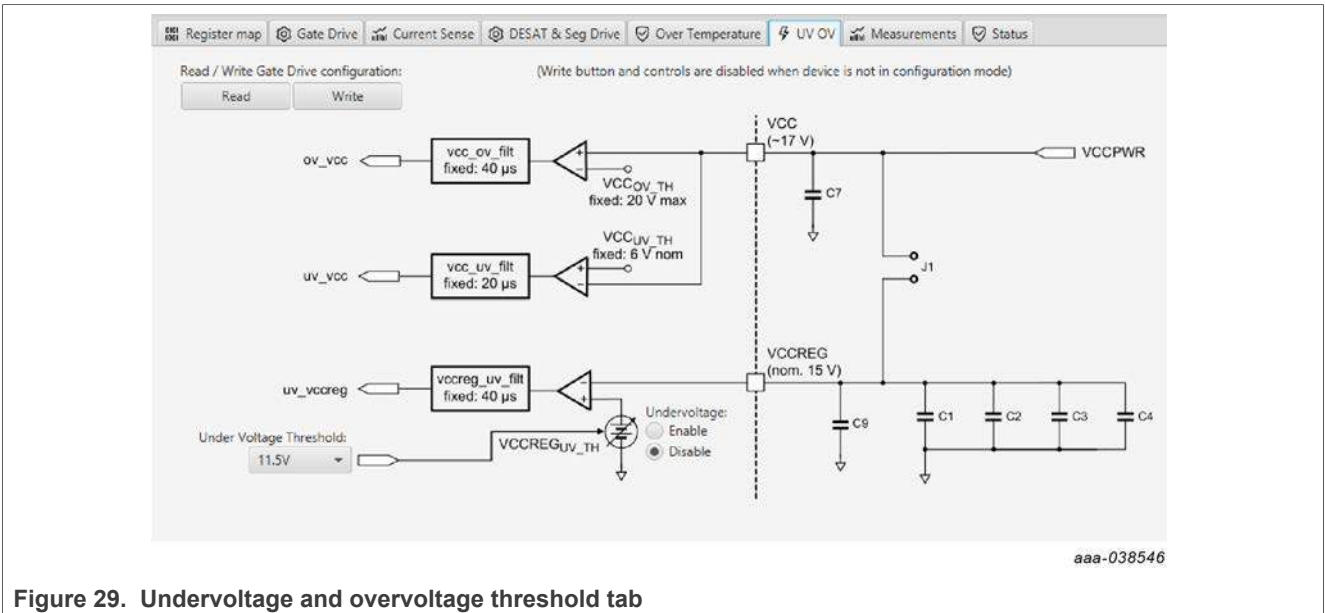 Register map Gate Drive Current Sense DESAT & Seg Drive Over Temperature UV OV Measurements Status
Read / Write Gate Drive configuration: (Write button and controls are disabled when device is not in configuration mode)
Read Write
VCC
(~17 V)
VCCPWR
ov_vcc
vcc_ov_filt
fixed: 40 µs
+
−
VCCOV_TH
fixed: 20 V max
C7
VCCUV_TH
fixed: 6 V nom
uv_vcc
vcc_uv_filt
fixed: 20 µs
+
−
J1
VCCREG
(nom. 15 V)
uv_vccreg
vccreg_uv_filt
fixed: 40 µs
−
+
Undervoltage:
Enable
Disable
C9
C1
C2
C3
C4
Under Voltage Threshold:
11.5V
VCCREGUV_TH
aaa-038546
Figure 29. Undervoltage and overvoltage threshold tab